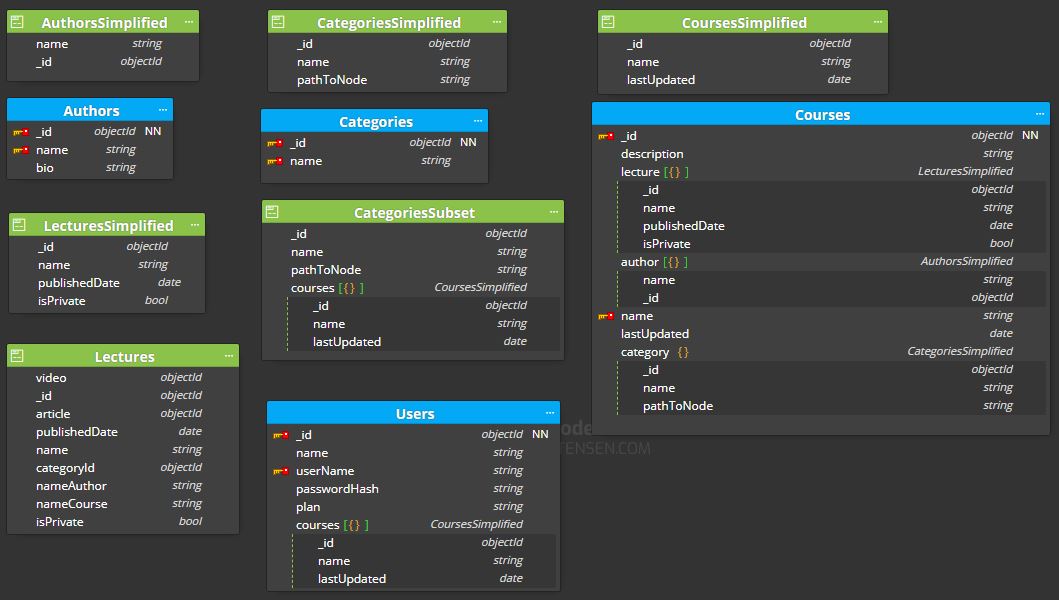 AuthorsSimplified ...
name string
_id objectId
Authors ...
_id objectId NN
name string
bio string
LecturesSimplified ...
_id objectId
name string
publishedDate date
isPrivate bool
Lectures ...
video objectId
_id objectId
article objectId
publishedDate date
name string
categoryId objectId
nameAuthor string
nameCourse string
isPrivate bool
CategoriesSimplified ...
_id objectId
name string
pathToNode string
Categories ...
_id objectId NN
name string
CategoriesSubset ...
_id objectId
name string
pathToNode string
courses [{} ] CoursesSimplified
_id objectId
name string
lastUpdated date
Users ...
_id objectId NN
name string
userName string
passwordHash string
plan string
courses [{} ] CoursesSimplified
_id objectId
name string
lastUpdated date
CoursesSimplified ...
_id objectId
name string
lastUpdated date
Courses ...
_id objectId NN
description string
lecture [{} ] LecturesSimplified
_id objectId
name string
publishedDate date
isPrivate bool
author [{} ] AuthorsSimplified
name string
_id objectId
name string
lastUpdated date
category {} CategoriesSimplified
_id objectId
name string
pathToNode string
TENSEN.COM